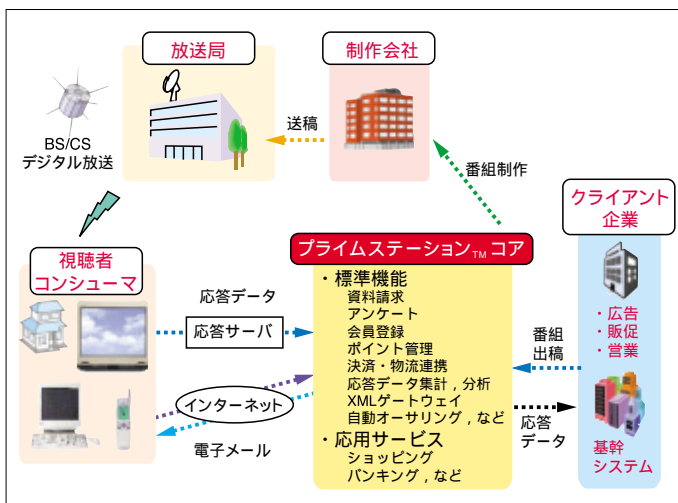 放送局
制作会社
BS/CS
デジタル放送
送稿
番組制作
クライアント
企業
・広告
・販促
・営業
基幹
システム
視聴者
コンシューマ
応答データ
応答サーバ
インターネット
電子メール
プライムステーション™ コア
・標準機能
資料請求
アンケート
会員登録
ポイント管理
決済・物流連携
応答データ集計，分析
XMLゲートウェイ
自動オーサリング，など
・応用サービス
ショッピング
バンキング，など
番組
出稿
応答
データ